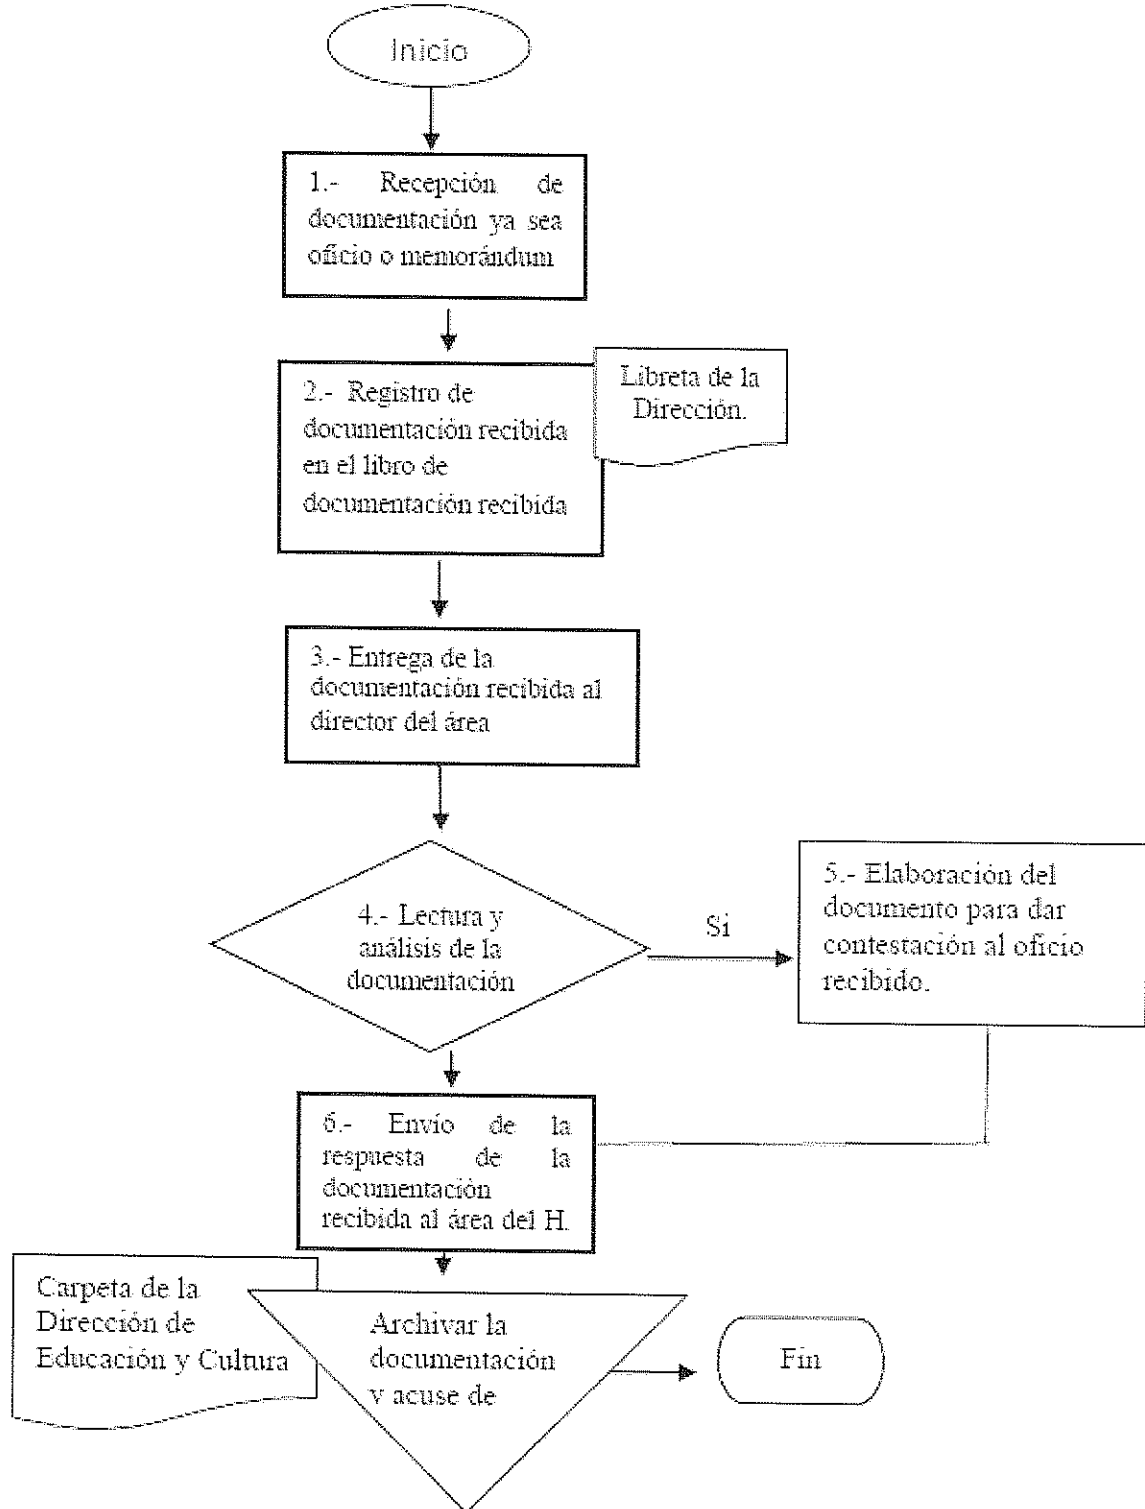 Inicio
1.- Recepción de
documentación ya sea
oficio o memorándum
2.- Registro de
documentación recibida
en el libro de
documentación recibida
Libreta de la
Dirección.
3.- Entrega de la
documentación recibida al
director del área
4.- Lectura y
análisis de la
documentación
Si
5.- Elaboración del
documento para dar
contestación al oficio
recibido.
6.- Envío de la
respuesta de la
documentación
recibida al área del H.
Carpeta de la
Dirección de
Educación y Cultura
Archivar la
documentación
y acuse de
Fin